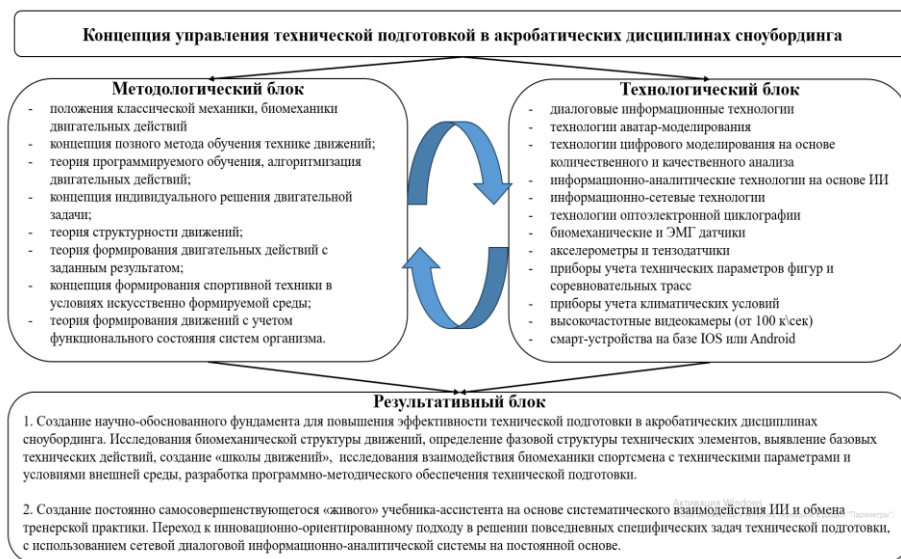 Концепция управления технической подготовкой в акробатических дисциплинах сноубординга
Методологический блок
- положения классической механики, биомеханики
двигательных действий
- концепция позного метода обучения технике движений;
- теория программируемого обучения, алгоритмизация
двигательных действий;
- концепция индивидуального решения двигательной
задачи;
- теория структурности движений;
- теория формирования двигательных действий с
заданным результатом;
- концепция формирования спортивной техники в
условиях искусственно формируемой среды;
- теория формирования движений с учетом
функционального состояния систем организма.
Технологический блок
- диалоговые информационные технологии
- технологии аватар-моделирования
- технологии цифрового моделирования на основе
количественного и качественного анализа
- информационно-аналитические технологии на основе ИИ
- информационно-сетевые технологии
- технологии оптоэлектронной циклографии
- биомеханические и ЭМГ датчики
- акселерометры и тензодатчики
- приборы учета технических параметров фигур и
соревновательных трасс
- приборы учета климатических условий
- высокочастотные видеокамеры (от 100 к\сек)
- смарт-устройства на базе IOS или Android
Результативный блок
1. Создание научно-обоснованного фундамента для повышения эффективности технической подготовки в акробатических дисциплинах
сноубординга. Исследования биомеханической структуры движений, определение фазовой структуры технических элементов, выявление базовых
технических действий, создание «школы движений», исследования взаимодействия биомеханики спортсмена с техническими параметрами и
условиями внешней среды, разработка программно-методического обеспечения технической подготовки.
2. Создание постоянно самосовершенствующегося «живого» учебника-ассистента на основе систематического взаимодействия ИИ и обмена
тренерской практики. Переход к инновационно-ориентированному подходу в решении повседневных специфических задач технической подготовки,
с использованием сетевой диалоговой информационно-аналитической системы на постоянной основе.
Активация Windows
"Параметры".